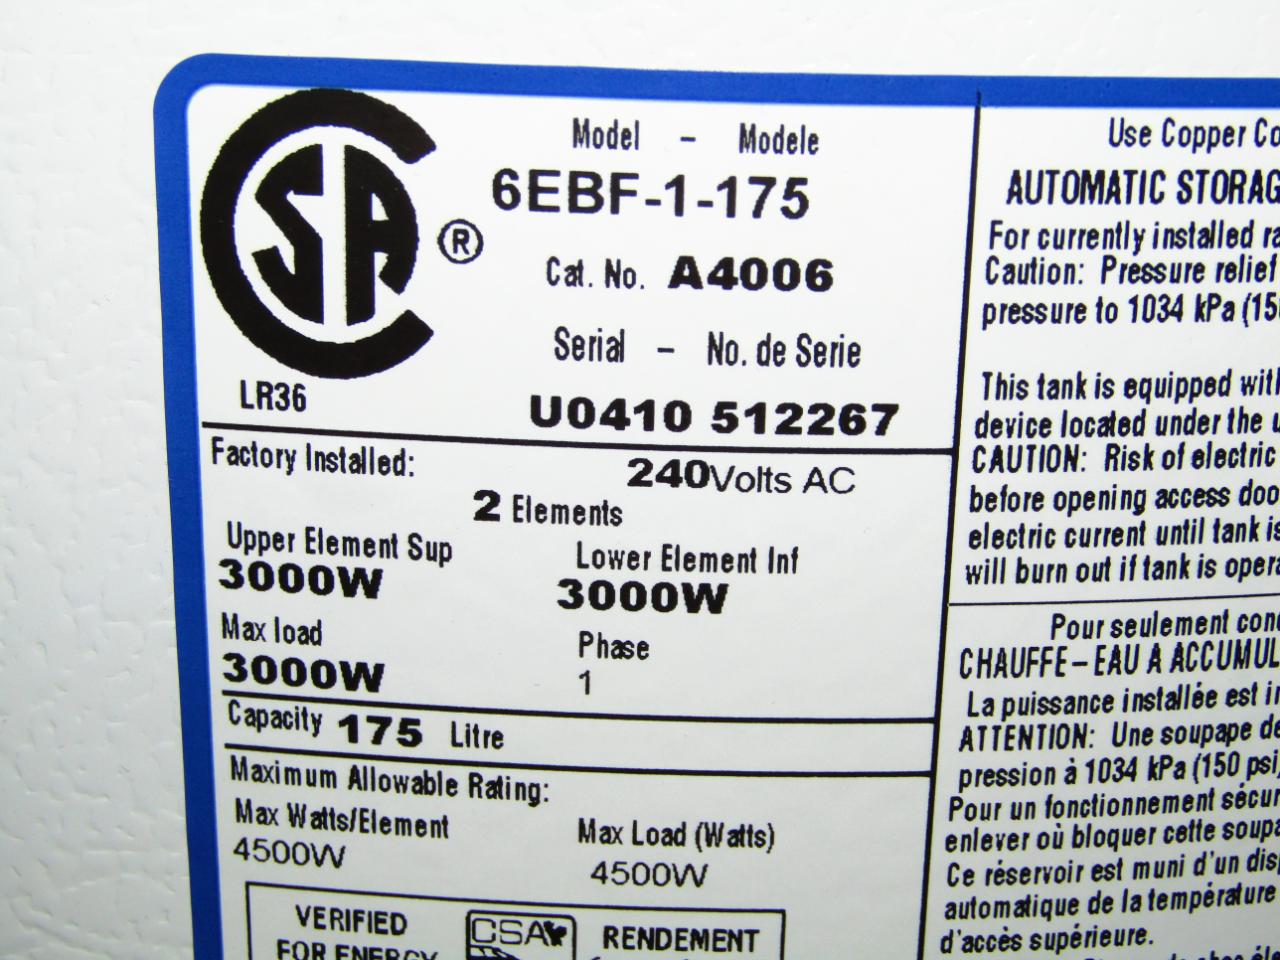 CSA ®
LR36
Model - Modele
6EBF-1-175
Cat. No. A4006
Serial - No. de Serie
U0410 512267
Factory Installed:
240Volts AC
2 Elements
Upper Element Sup
3000W
Lower Element Inf
3000W
Max load
3000W
Phase
1
Capacity 175 Litre
Maximum Allowable Rating:
Max Watts/Element
4500W
Max Load (Watts)
4500W
VERIFIED
FOR ENERGY
CSA
RENDEMENT
Use Copper
AUTOMATIC
For currently installed
Caution: Pressure relief
pressure to 1034 kPa
This tank is equipped
device located under the
CAUTION: Risk of electric
before opening access
electric current until tank
will burn out if tank is
Pour seulement
CHAUFFE-EAU A
La puissance installée est
ATTENTION: Une soupape de
pression à 1034 kPa (150 psi)
Pour un fonctionnement
enlever où bloquer cette
Ce réservoir est muni d'un
automatique de la température
d'accès supérieure.